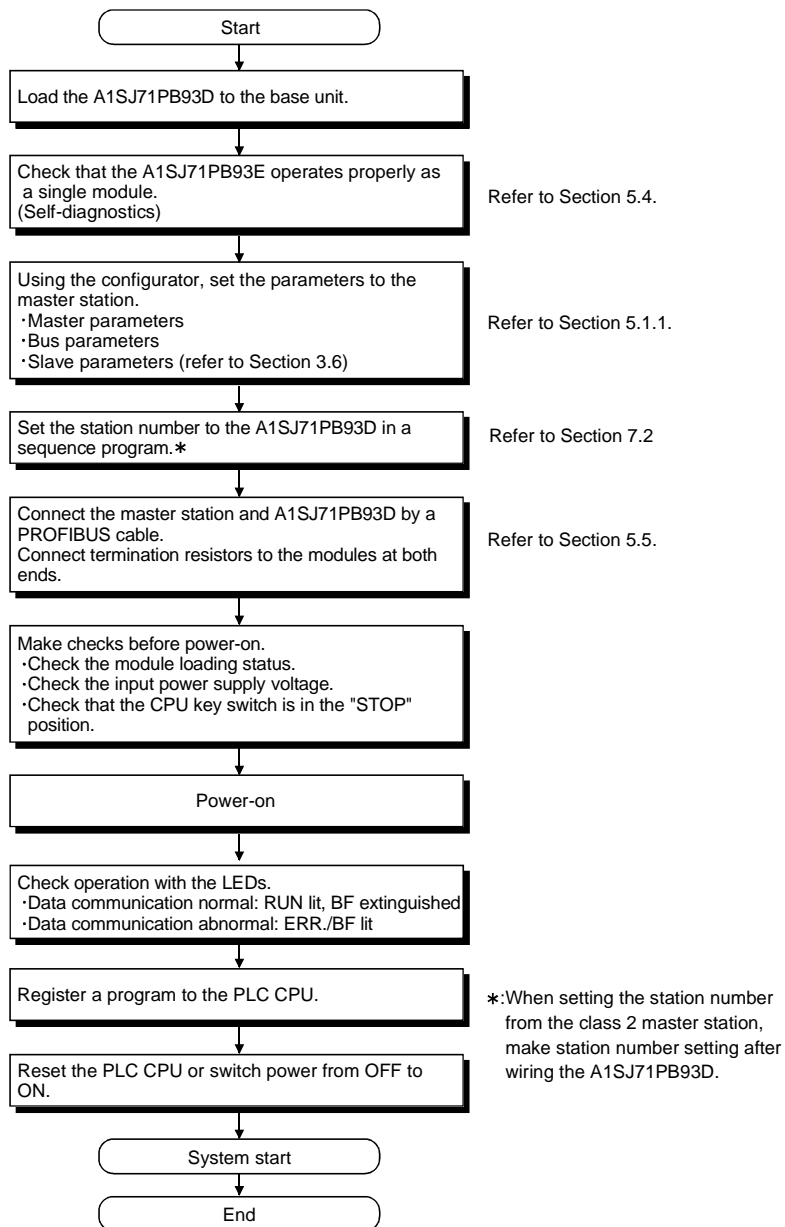 Start
Load the A1SJ71PB93D to the base unit.
Check that the A1SJ71PB93E operates properly as
a single module.
(Self-diagnostics)
Refer to Section 5.4.
Using the configurator, set the parameters to the
master station.
·Master parameters
·Bus parameters
·Slave parameters (refer to Section 3.6)
Refer to Section 5.1.1.
Set the station number to the A1SJ71PB93D in a
sequence program.*
Refer to Section 7.2
Connect the master station and A1SJ71PB93D by a
PROFIBUS cable.
Connect termination resistors to the modules at both
ends.
Refer to Section 5.5.
Make checks before power-on.
·Check the module loading status.
·Check the input power supply voltage.
·Check that the CPU key switch is in the "STOP"
position.
Power-on
Check operation with the LEDs.
·Data communication normal: RUN lit, BF extinguished
·Data communication abnormal: ERR./BF lit
Register a program to the PLC CPU.
*:When setting the station number
from the class 2 master station,
make station number setting after
wiring the A1SJ71PB93D.
Reset the PLC CPU or switch power from OFF to
ON.
System start
End